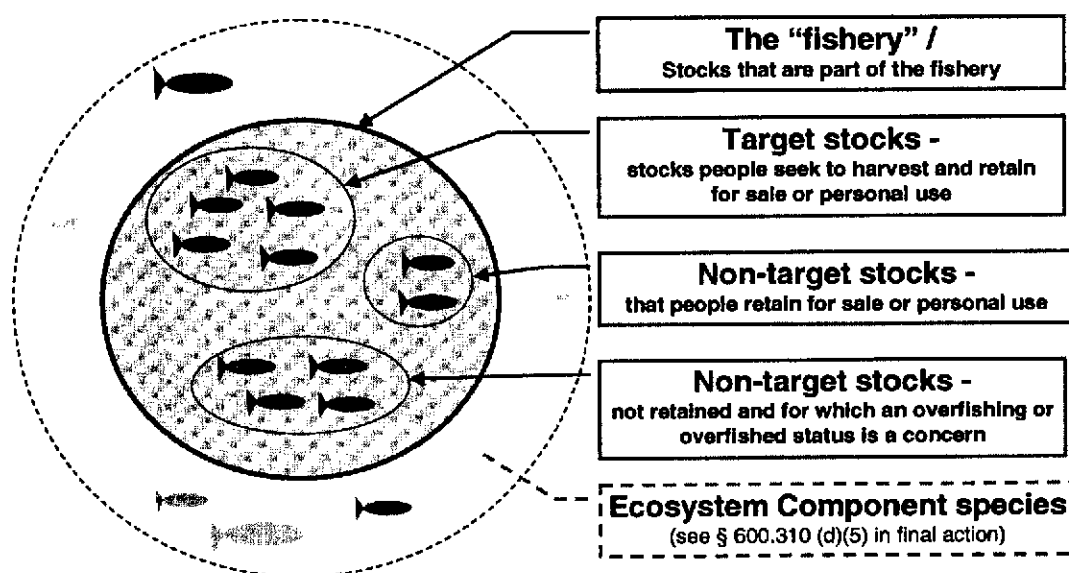 The “fishery” /
Stocks that are part of the fishery
Target stocks -
stocks people seek to harvest and retain
for sale or personal use
Non-target stocks -
that people retain for sale or personal use
Non-target stocks -
not retained and for which an overfishing or
overfished status is a concern
Ecosystem Component species
(see § 600.310 (d)(5) in final action)